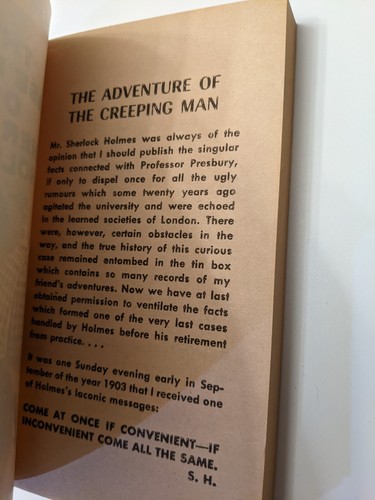 THE ADVENTURE OF
THE CREEPING MAN
Mr. Sherlock Holmes was always of the
opinion that I should publish the singular
facts connected with Professor Presbury,
if only to dispel once for all the ugly
rumours which some twenty years ago
agitated the university and were echoed
in the learned societies of London. There
were, however, certain obstacles in the
way, and the true history of this curious
case remained entombed in the tin box
which contains so many records of my
friend's adventures. Now we have at last
obtained permission to ventilate the facts
which formed one of the very last cases
handled by Holmes before his retirement
from practice. . . .
It was one Sunday evening early in Sep-
tember of the year 1903 that I received one
of Holmes's laconic messages:
COME AT ONCE IF CONVENIENT—IF
INCONVENIENT COME ALL THE SAME.
S. H.